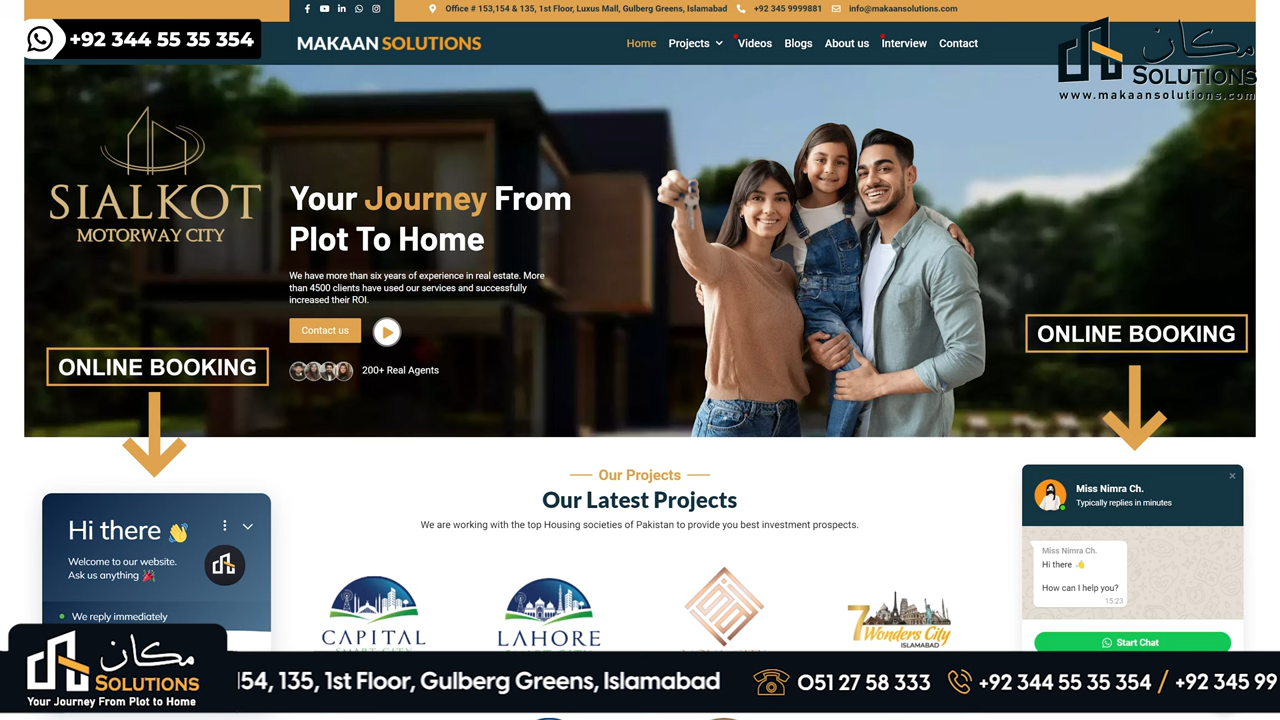 Office # 153,154 & 135, 1st Floor, Luxus Mall, Gulberg Greens, Islamabad
+92 345 9999881
info@makaansolutions.com
+92 344 55 35 354
MAKAAN SOLUTIONS
Home Projects Videos Blogs About us Interview Contact
مكان
SOLUTIONS
www.makaansolutions.com
SIALKOT
MOTORWAY CITY
Your Journey From
Plot To Home
We have more than six years of experience in real estate. More
than 4500 clients have used our services and successfully
increased their ROI.
Contact us
200+ Real Agents
ONLINE BOOKING
ONLINE BOOKING
Our Projects
Our Latest Projects
We are working with the top Housing societies of Pakistan to provide you best investment prospects.
Hi there 👋
Welcome to our website.
Ask us anything 🎉
We reply immediately
Miss Nimra Ch.
Typically replies in minutes
Miss Nimra Ch.
Hi there 👋
How can I help you?
15:23
Start Chat
CAPITAL
LAHORE
7 Wonders City
ISLAMABAD
مكان
SOLUTIONS
Your Journey From Plot to Home
154, 135, 1st Floor, Gulberg Greens, Islamabad
051 27 58 333
+92 344 55 35 354 / +92 345 99